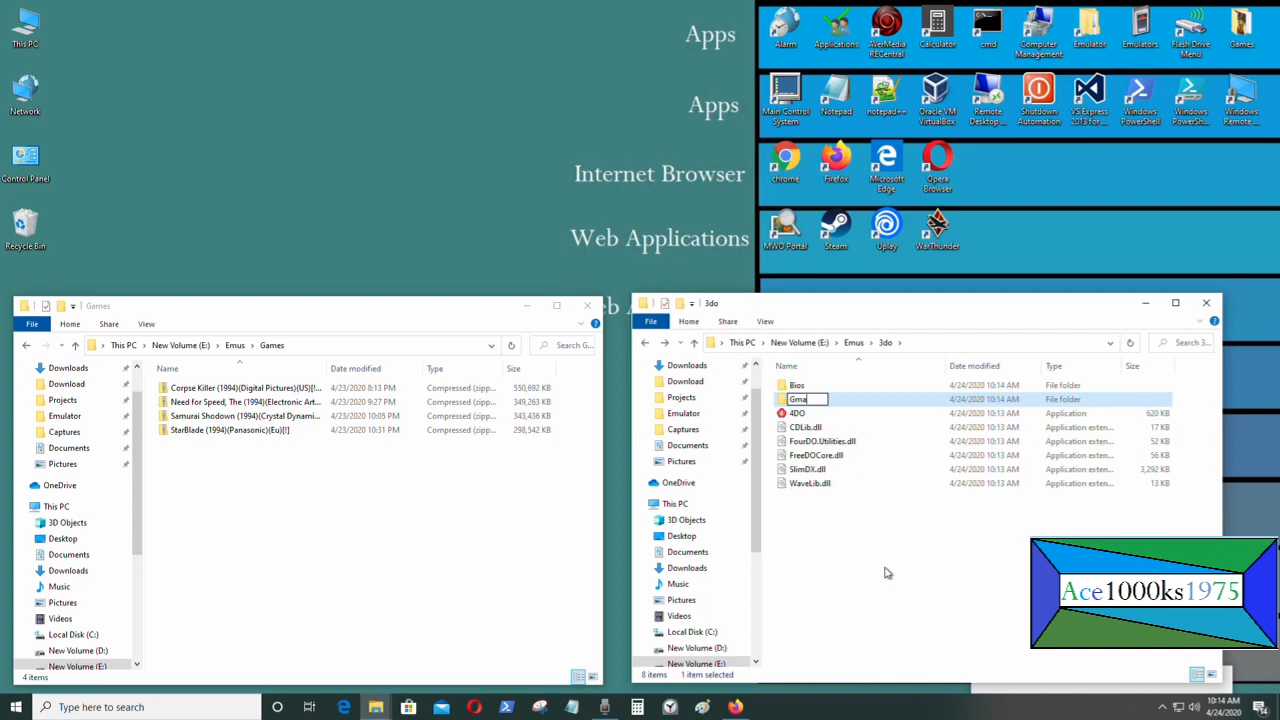 This PC
Network
Control Panel
Recycle Bin
Apps
Apps
Internet Browser
Web Applications
Alarm
Applications
AVerMedia
RECentral
Calculator
cmd
Computer
Management
Emulator
Emulators
Flash Drive
Menu
Games
Main Control
System
Notepad
notepad++
Oracle VM
VirtualBox
Remote
Desktop ...
Shutdown
Automation
VS Express
2013 for ...
Windows
PowerShell
Windows
PowerSh...
Windows
Remote ...
chrome
Firefox
Microsoft
Edge
Opera
Browser
MWO Portal
Steam
Uplay
WarThunder
Games
File Home Share View
This PC New Volume (E:) Emus Games
Search G...
Name Date modified Type Size
Corpse Killer (1994)(Digital Pictures)(US)[!... 4/23/2020 8:13 PM Compressed (zipp... 550,692 KB
Need for Speed, The (1994)(Electronic Art... 4/23/2020 9:27 PM Compressed (zipp... 349,263 KB
Samurai Shodown (1994)(Crystal Dynami... 4/23/2020 9:33 PM Compressed (zipp... 343,436 KB
StarBlade (1994)(Panasonic)(Eu)[!] 4/23/2020 10:31 PM Compressed (zipp... 298,542 KB
Downloads
Download
Projects
Emulator
Captures
Documents
Pictures
OneDrive
This PC
3D Objects
Desktop
Documents
Downloads
Music
Pictures
Videos
Local Disk (C:)
New Volume (D:)
New Volume (E:)
4 items
3do
File Home Share View
This PC New Volume (E:) Emus 3do
Search 3...
Name Date modified Type Size
Bios 4/24/2020 10:14 AM File folder
Gma 4/24/2020 10:14 AM File folder
4DO 4/24/2020 10:13 AM Application 620 KB
CDLib.dll 4/24/2020 10:13 AM Application exten... 17 KB
FourDO.Utilities.dll 4/24/2020 10:13 AM Application exten... 52 KB
FreeDOCore.dll 4/24/2020 10:13 AM Application exten... 56 KB
SlimDX.dll 4/24/2020 10:13 AM Application exten... 3,292 KB
WaveLib.dll 4/24/2020 10:13 AM Application exten... 13 KB
Downloads
Download
Projects
Emulator
Captures
Documents
Pictures
OneDrive
This PC
3D Objects
Desktop
Documents
Downloads
Music
Pictures
Videos
Local Disk (C:)
New Volume (D:)
New Volume (E:)
8 items 1 item selected
Ace1000ks1975
Type here to search
10:14 AM
4/24/2020
14